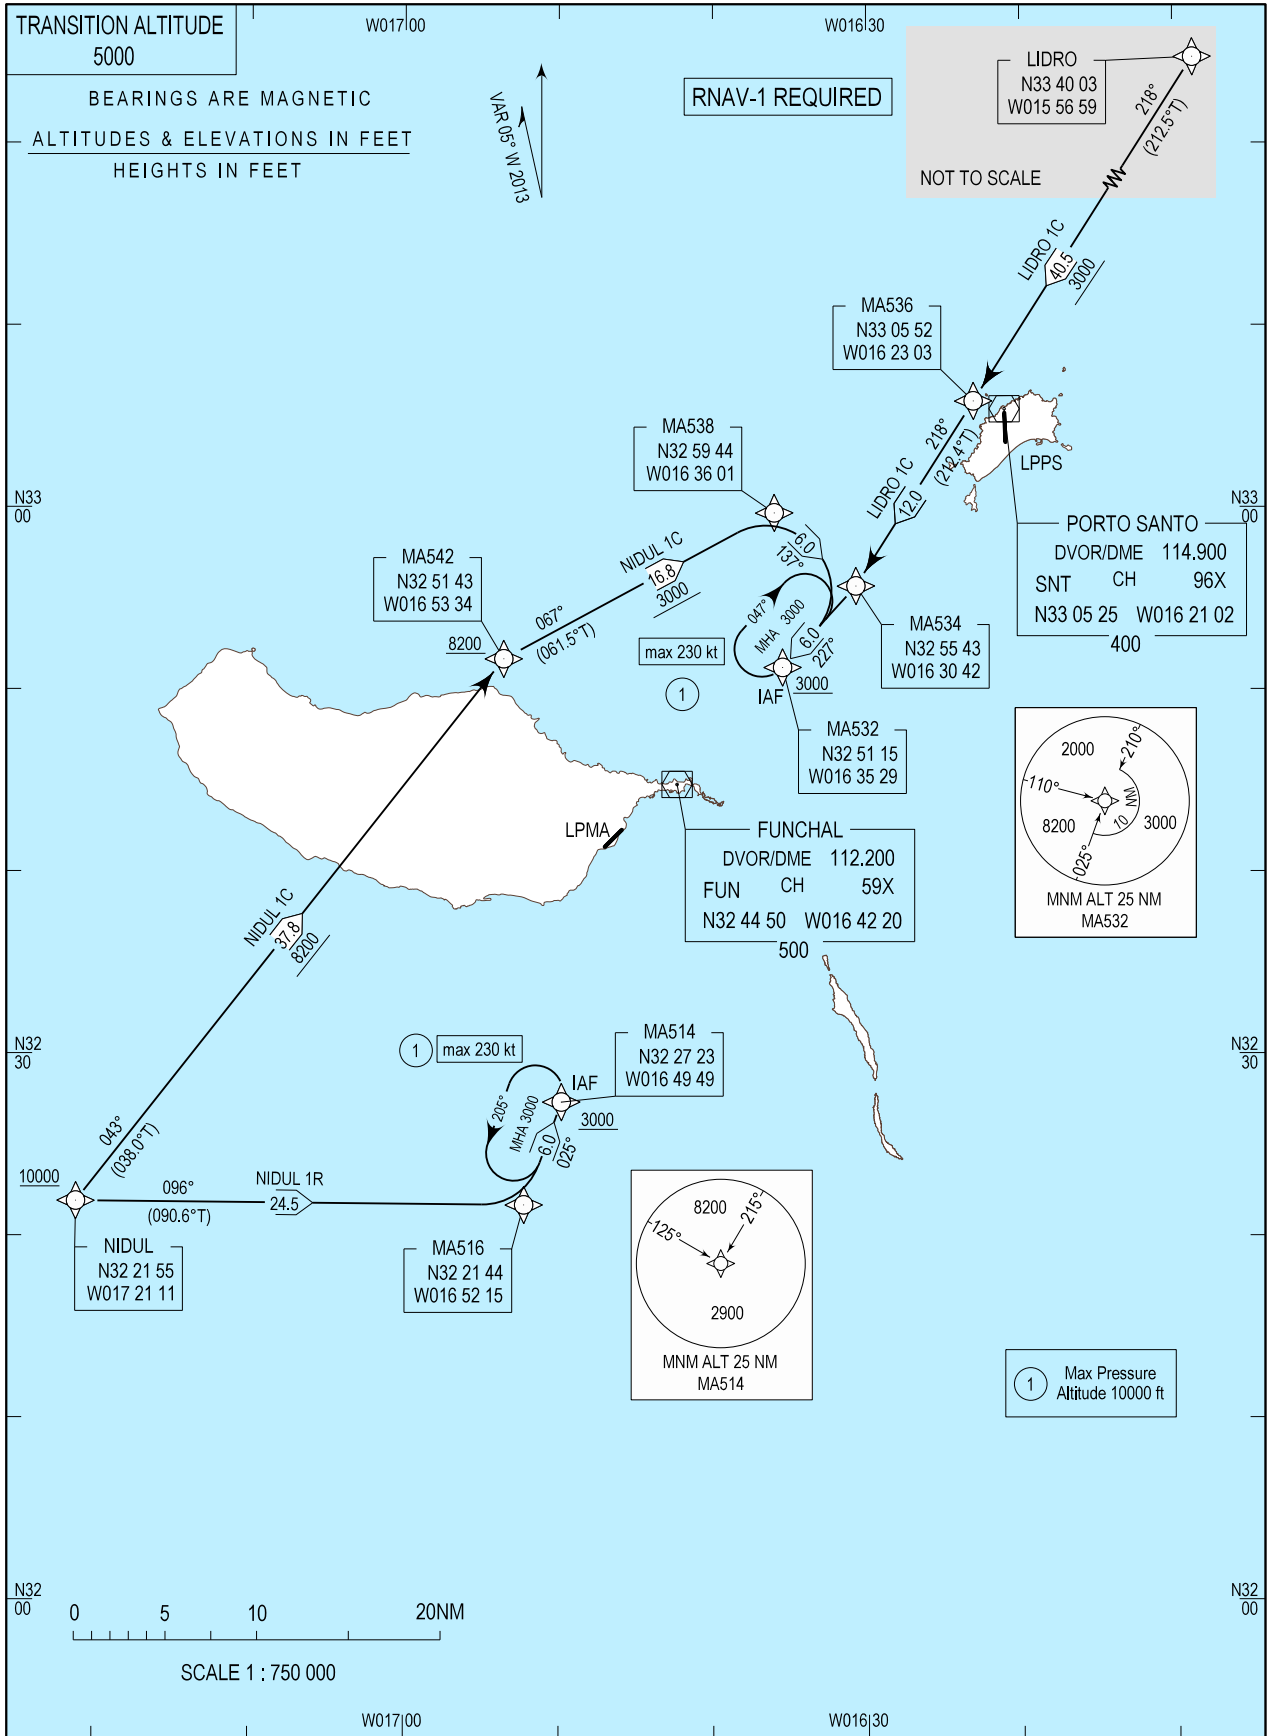 TRANSITION ALTITUDE
5000
BEARINGS ARE MAGNETIC
ALTITUDES & ELEVATIONS IN FEET
HEIGHTS IN FEET
W017 00
W016 30
VAR 05° W 2013
RNAV-1 REQUIRED
LIDRO
N33 40 03
W015 56 59
218°
(212.5°T)
NOT TO SCALE
LIDRO 1C
40.5
3000
MA536
N33 05 52
W016 23 03
218°
(212.4°T)
LIDRO 1C
12.0
LPPS
MA538
N32 59 44
W016 36 01
N33
00
N33
00
PORTO SANTO
DVOR/DME 114.900
SNT CH 96X
N33 05 25 W016 21 02
400
MA542
N32 51 43
W016 53 34
8200
NIDUL 1C
16.8
3000
067°
(061.5°T)
6.0
137°
047°
MHA 3000
6.0
227°
max 230 kt
1
IAF
3000
MA534
N32 55 43
W016 30 42
MA532
N32 51 15
W016 35 29
2000
210°
110°
8200
NM
10
3000
025°
MNM ALT 25 NM
MA532
LPMA
FUNCHAL
DVOR/DME 112.200
FUN CH 59X
N32 44 50 W016 42 20
500
NIDUL 1C
37.8
8200
N32
30
N32
30
1
max 230 kt
MA514
N32 27 23
W016 49 49
IAF
3000
205°
MHA 3000
6.0
025°
043°
(038.0°T)
10000
096°
(090.6°T)
NIDUL 1R
24.5
NIDUL
N32 21 55
W017 21 11
MA516
N32 21 44
W016 52 15
8200
215°
125°
2900
MNM ALT 25 NM
MA514
1
Max Pressure
Altitude 10000 ft
N32
00
N32
00
0 5 10 20NM
SCALE 1 : 750 000
W017 00
W016 30